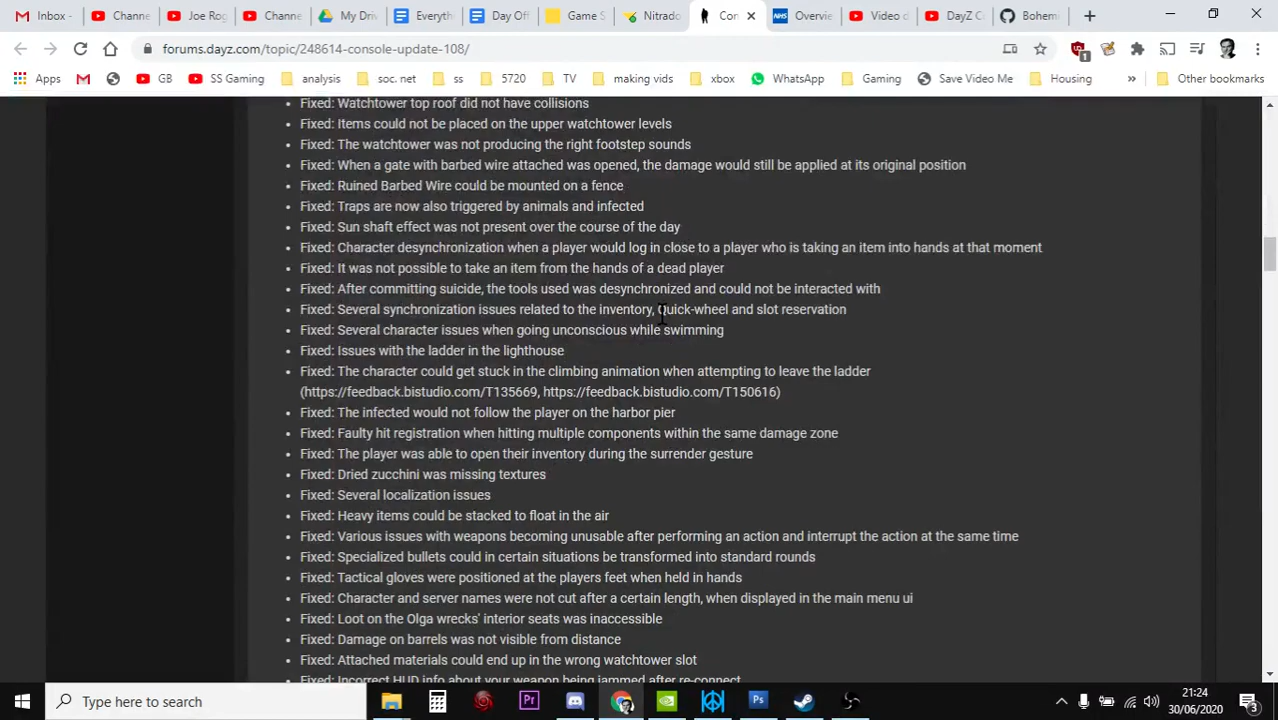 Inbox -
Channe
Joe Rog
Channe
My Driv
Everyth
Day Off
Game S
Nitrado
Con
Overvie
Video d
DayZ C
Bohem
forums.dayz.com/topic/248614-console-update-108/
1
Apps
GB
SS Gaming
analysis
soc. net
ss
5720
TV
making vids
xbox
WhatsApp
Gaming
Save Video Me
Housing
»
Other bookmarks
• Fixed: Watchtower top roof did not have collisions
• Fixed: Items could not be placed on the upper watchtower levels
• Fixed: The watchtower was not producing the right footstep sounds
• Fixed: When a gate with barbed wire attached was opened, the damage would still be applied at its original position
• Fixed: Ruined Barbed Wire could be mounted on a fence
• Fixed: Traps are now also triggered by animals and infected
• Fixed: Sun shaft effect was not present over the course of the day
• Fixed: Character desynchronization when a player would log in close to a player who is taking an item into hands at that moment
• Fixed: It was not possible to take an item from the hands of a dead player
• Fixed: After committing suicide, the tools used was desynchronized and could not be interacted with
• Fixed: Several synchronization issues related to the inventory, quick-wheel and slot reservation
• Fixed: Several character issues when going unconscious while swimming
• Fixed: Issues with the ladder in the lighthouse
• Fixed: The character could get stuck in the climbing animation when attempting to leave the ladder
(https://feedback.bistudio.com/T135669, https://feedback.bistudio.com/T150616)
• Fixed: The infected would not follow the player on the harbor pier
• Fixed: Faulty hit registration when hitting multiple components within the same damage zone
• Fixed: The player was able to open their inventory during the surrender gesture
• Fixed: Dried zucchini was missing textures
• Fixed: Several localization issues
• Fixed: Heavy items could be stacked to float in the air
• Fixed: Various issues with weapons becoming unusable after performing an action and interrupt the action at the same time
• Fixed: Specialized bullets could in certain situations be transformed into standard rounds
• Fixed: Tactical gloves were positioned at the players feet when held in hands
• Fixed: Character and server names were not cut after a certain length, when displayed in the main menu ui
• Fixed: Loot on the Olga wrecks' interior seats was inaccessible
• Fixed: Damage on barrels was not visible from distance
• Fixed: Attached materials could end up in the wrong watchtower slot
• Fixed: Incorrect HUD info about your weapon being jammed after re-connect
Type here to search
Pr
Ps
21:24
30/06/2020
3